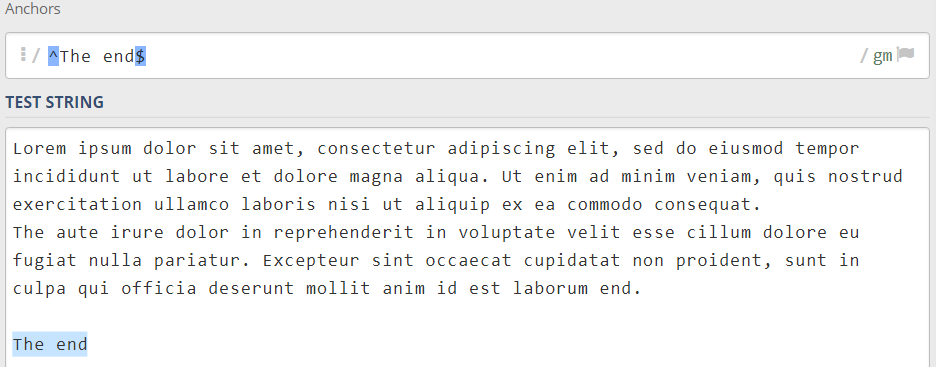 Anchors
/ ^The end$ / gm
TEST STRING
Lorem ipsum dolor sit amet, consectetur adipiscing elit, sed do eiusmod tempor
incididunt ut labore et dolore magna aliqua. Ut enim ad minim veniam, quis nostrud
exercitation ullamco laboris nisi ut aliquip ex ea commodo consequat.
The aute irure dolor in reprehenderit in voluptate velit esse cillum dolore eu
fugiat nulla pariatur. Excepteur sint occaecat cupidatat non proident, sunt in
culpa qui officia deserunt mollit anim id est laborum end.
The end